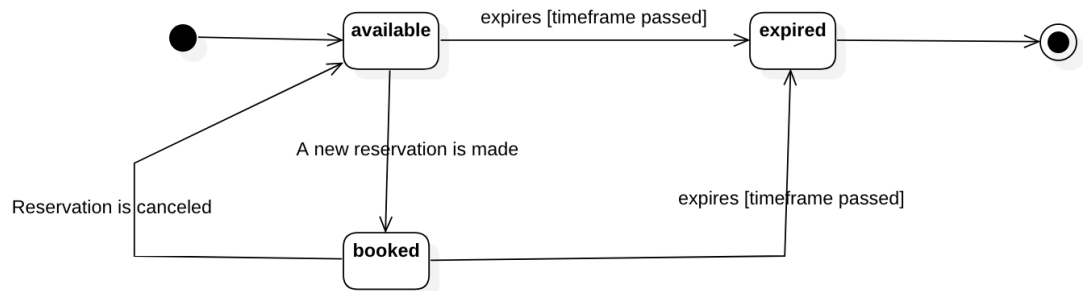 expires [timeframe passed]
available
expired
A new reservation is made
expires [timeframe passed]
Reservation is canceled
booked